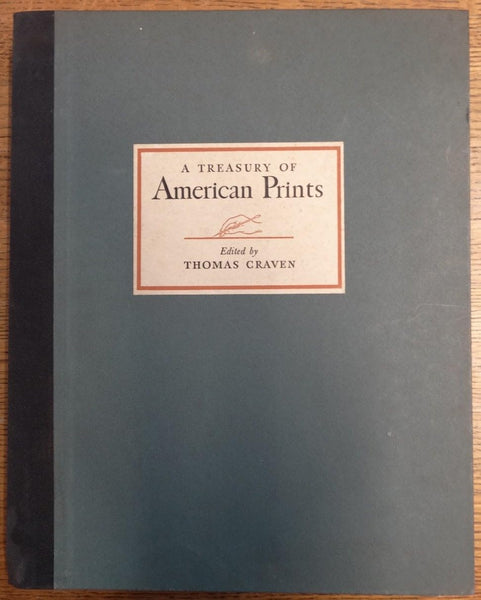 A TREASURY OF
American Prints
Edited by
THOMAS CRAVEN